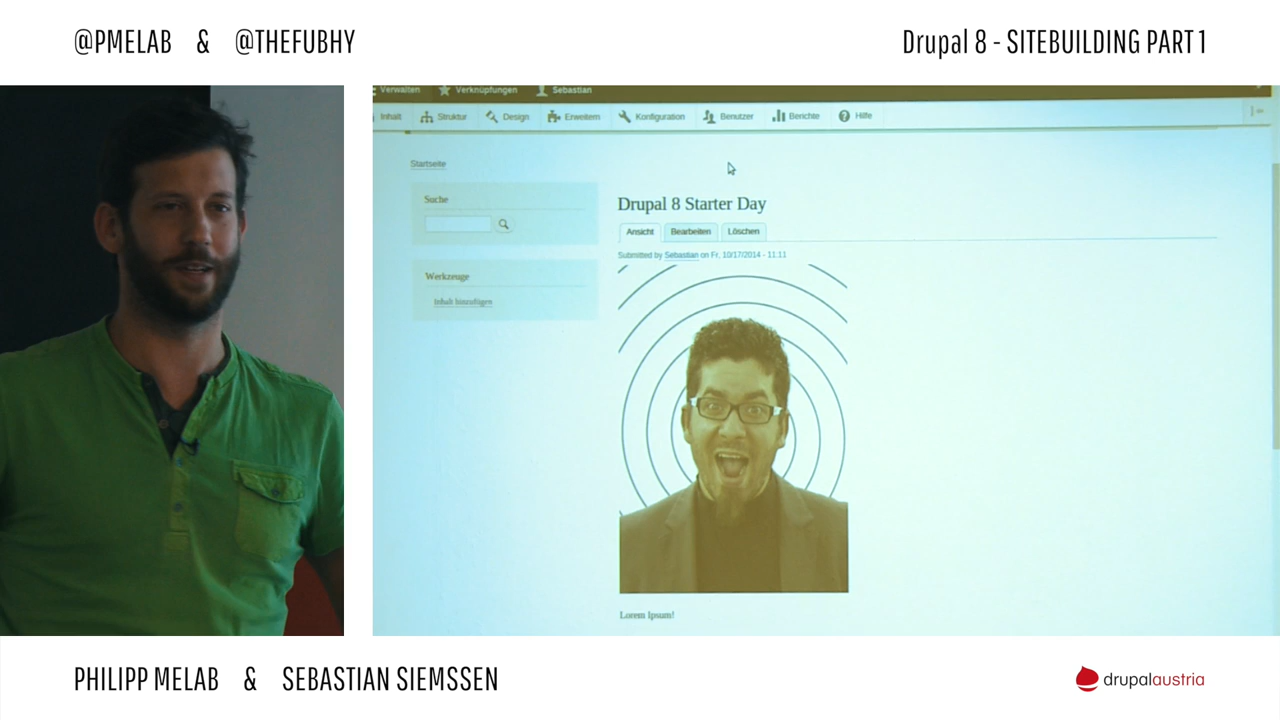 @PMELAB & @THEFUBHY
Drupal 8 - SITEBUILDING PART 1
Verwalten Verknüpfungen Sebastian
Inhalt Struktur Design Erweitern Konfiguration Benutzer Berichte Hilfe
Startseite
Suche
Werkzeuge
Inhalt hinzufügen
Drupal 8 Starter Day
Ansicht Bearbeiten Löschen
Submitted by Sebastian on Fr, 10/17/2014 - 11:11
Lorem Ipsum!
PHILIPP MELAB & SEBASTIAN SIEMSSEN
drupalaustria